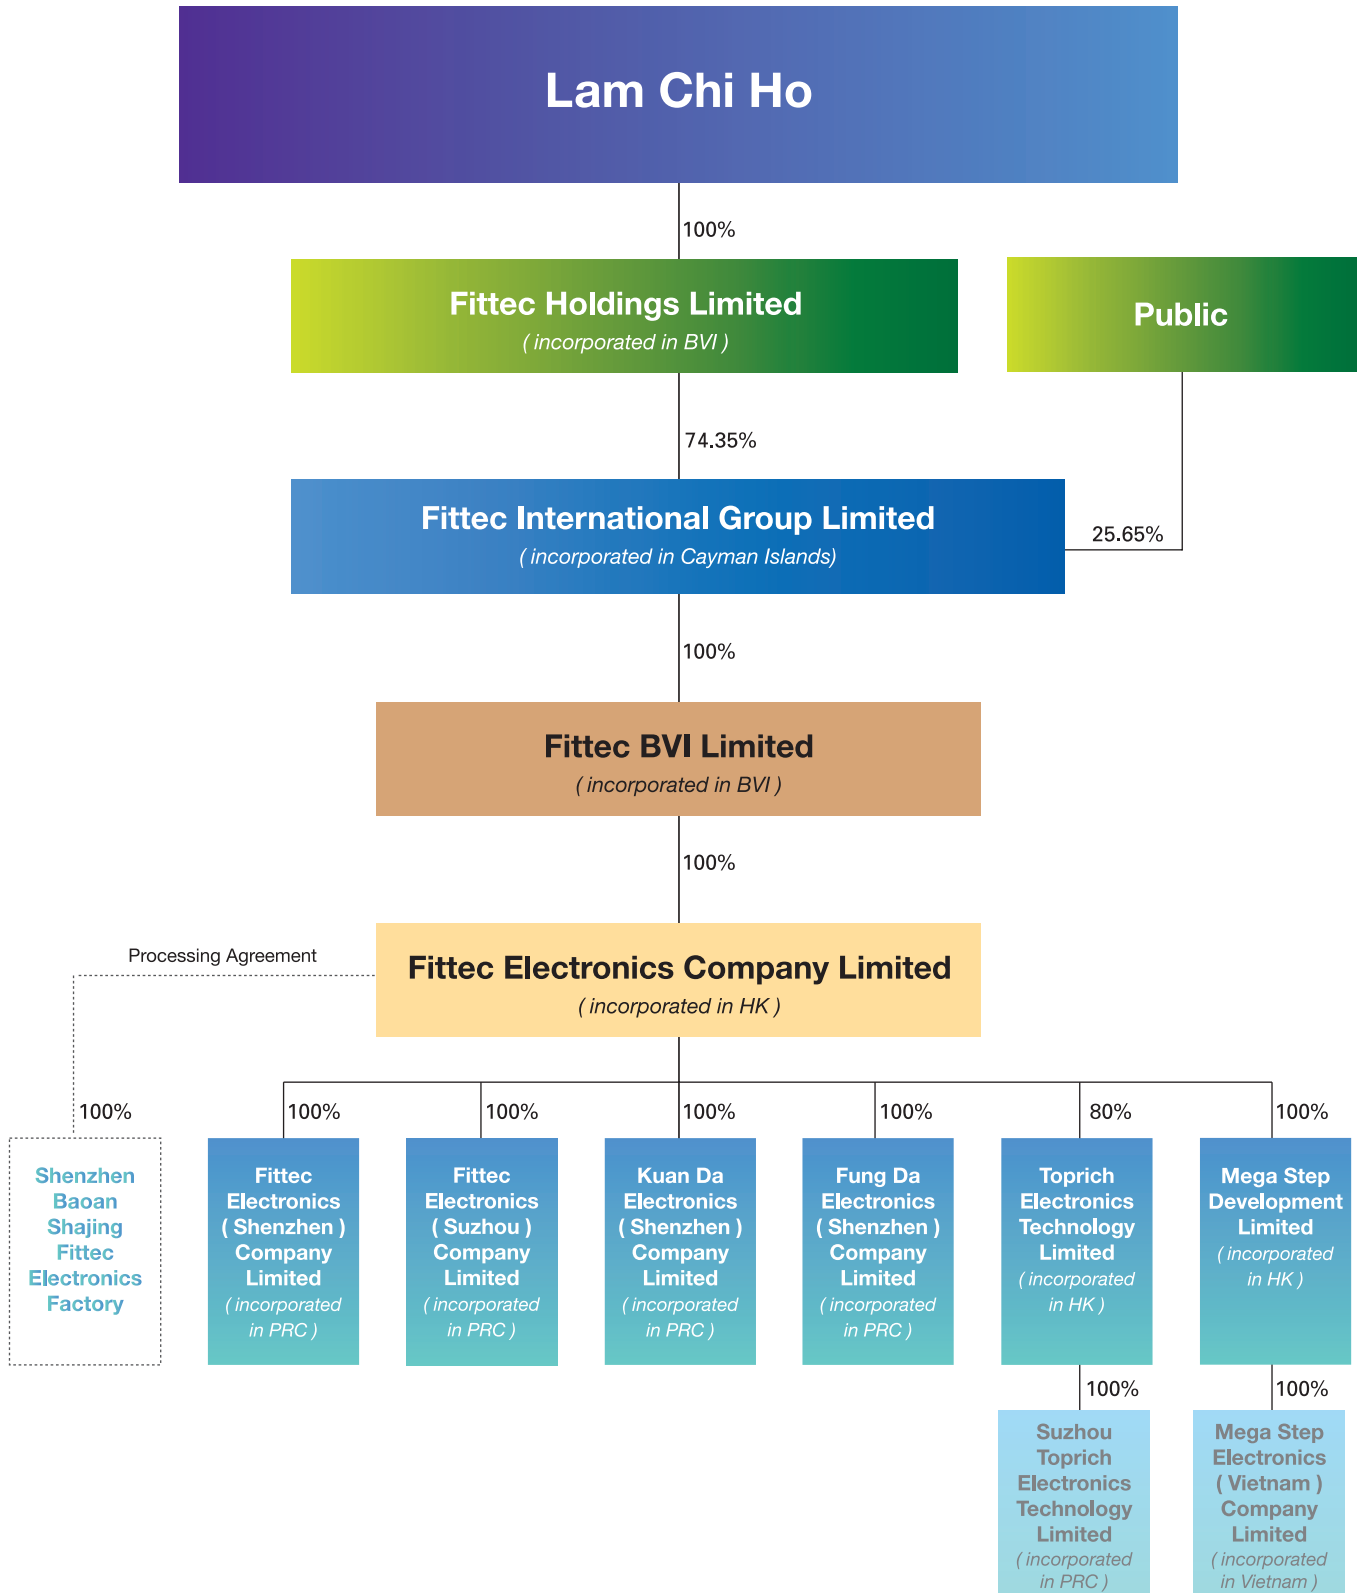 Lam Chi Ho
100%
Fittec Holdings Limited
( incorporated in BVI )
Public
74.35%
Fittec International Group Limited
( incorporated in Cayman Islands)
25.65%
100%
Fittec BVI Limited
( incorporated in BVI )
100%
Processing Agreement
Fittec Electronics Company Limited
( incorporated in HK )
100%
100%
100%
100%
100%
80%
100%
Shenzhen
Baoan
Shajing
Fittec
Electronics
Factory
Fittec
Electronics
( Shenzhen )
Company
Limited
( incorporated
in PRC )
Fittec
Electronics
( Suzhou )
Company
Limited
( incorporated
in PRC )
Kuan Da
Electronics
( Shenzhen )
Company
Limited
( incorporated
in PRC )
Fung Da
Electronics
( Shenzhen )
Company
Limited
( incorporated
in PRC )
Toprich
Electronics
Technology
Limited
( incorporated
in HK )
Mega Step
Development
Limited
( incorporated
in HK )
100%
100%
Suzhou
Toprich
Electronics
Technology
Limited
( incorporated
in PRC )
Mega Step
Electronics
( Vietnam )
Company
Limited
( incorporated
in Vietnam )